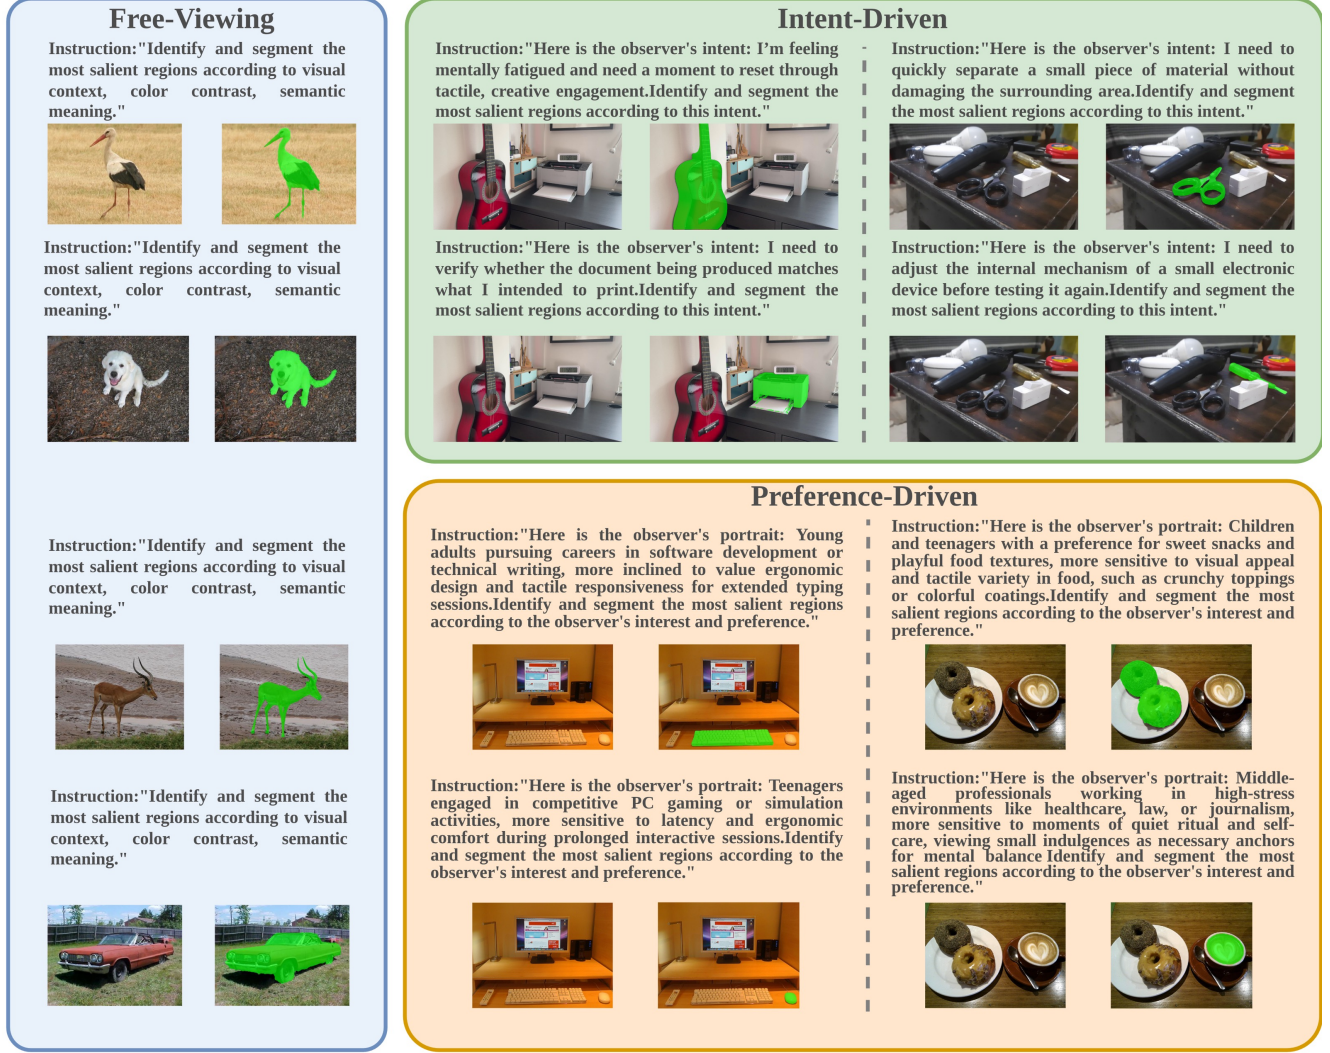 Free-Viewing
Instruction:"Identify and segment the
most salient regions according to visual
context, color contrast, semantic
meaning."
Instruction:"Identify and segment the
most salient regions according to visual
context, color contrast, semantic
meaning."
Instruction:"Identify and segment the
most salient regions according to visual
context, color contrast, semantic
meaning."
Instruction:"Identify and segment the
most salient regions according to visual
context, color contrast, semantic
meaning."
Intent-Driven
Instruction:"Here is the observer's intent: I’m feeling
mentally fatigued and need a moment to reset through
tactile, creative engagement.Identify and segment the
most salient regions according to this intent."
Instruction:"Here is the observer's intent: I need to
verify whether the document being produced matches
what I intended to print.Identify and segment the
most salient regions according to this intent."
Instruction:"Here is the observer's intent: I need to
quickly separate a small piece of material without
damaging the surrounding area.Identify and segment
the most salient regions according to this intent."
Instruction:"Here is the observer's intent: I need to
adjust the internal mechanism of a small electronic
device before testing it again.Identify and segment the
most salient regions according to this intent."
Preference-Driven
Instruction:"Here is the observer's portrait: Young
adults pursuing careers in software development or
technical writing, more inclined to value ergonomic
design and tactile responsiveness for extended typing
sessions.Identify and segment the most salient regions
according to the observer's interest and preference."
Instruction:"Here is the observer's portrait: Teenagers
engaged in competitive PC gaming or simulation
activities, more sensitive to latency and ergonomic
comfort during prolonged interactive sessions.Identify
and segment the most salient regions according to the
observer's interest and preference."
Instruction:"Here is the observer's portrait: Children
and teenagers with a preference for sweet snacks and
playful food textures, more sensitive to visual appeal
and tactile variety in food, such as crunchy toppings
or colorful coatings.Identify and segment the most
salient regions according to the observer's interest and
preference."
Instruction:"Here is the observer's portrait: Middle-
aged professionals working in high-stress
environments like healthcare, law, or journalism,
more sensitive to moments of quiet ritual and self-
care, viewing small indulgences as necessary anchors
for mental balance Identify and segment the most
salient regions according to the observer's interest and
preference."